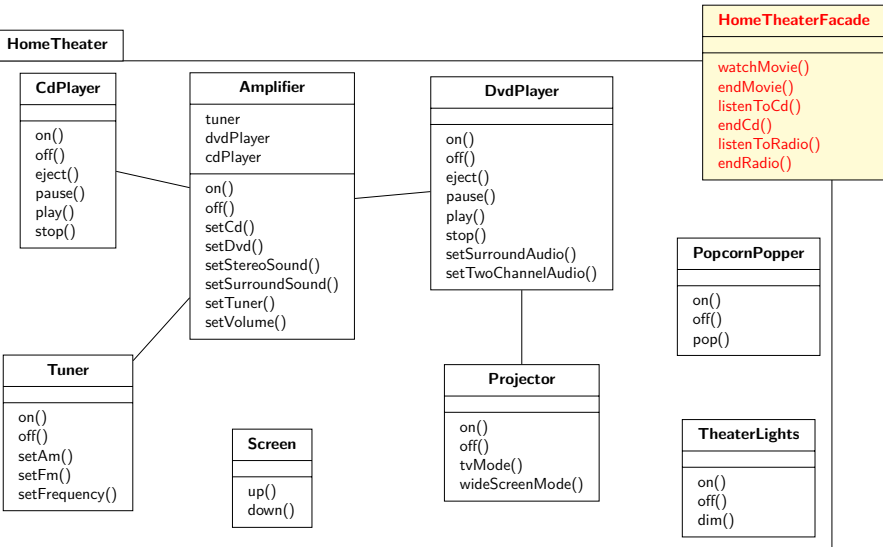 HomeTheater
HomeTheaterFacade
watchMovie()
endMovie()
listenToCd()
endCd()
listenToRadio()
endRadio()
CdPlayer
on()
off()
eject()
pause()
play()
stop()
Amplifier
tuner
dvdPlayer
cdPlayer
on()
off()
setCd()
setDvd()
setStereoSound()
setSurroundSound()
setTuner()
setVolume()
DvdPlayer
on()
off()
eject()
pause()
play()
stop()
setSurroundAudio()
setTwoChannelAudio()
PopcornPopper
on()
off()
pop()
Tuner
on()
off()
setAm()
setFm()
setFrequency()
Screen
up()
down()
Projector
on()
off()
tvMode()
wideScreenMode()
TheaterLights
on()
off()
dim()